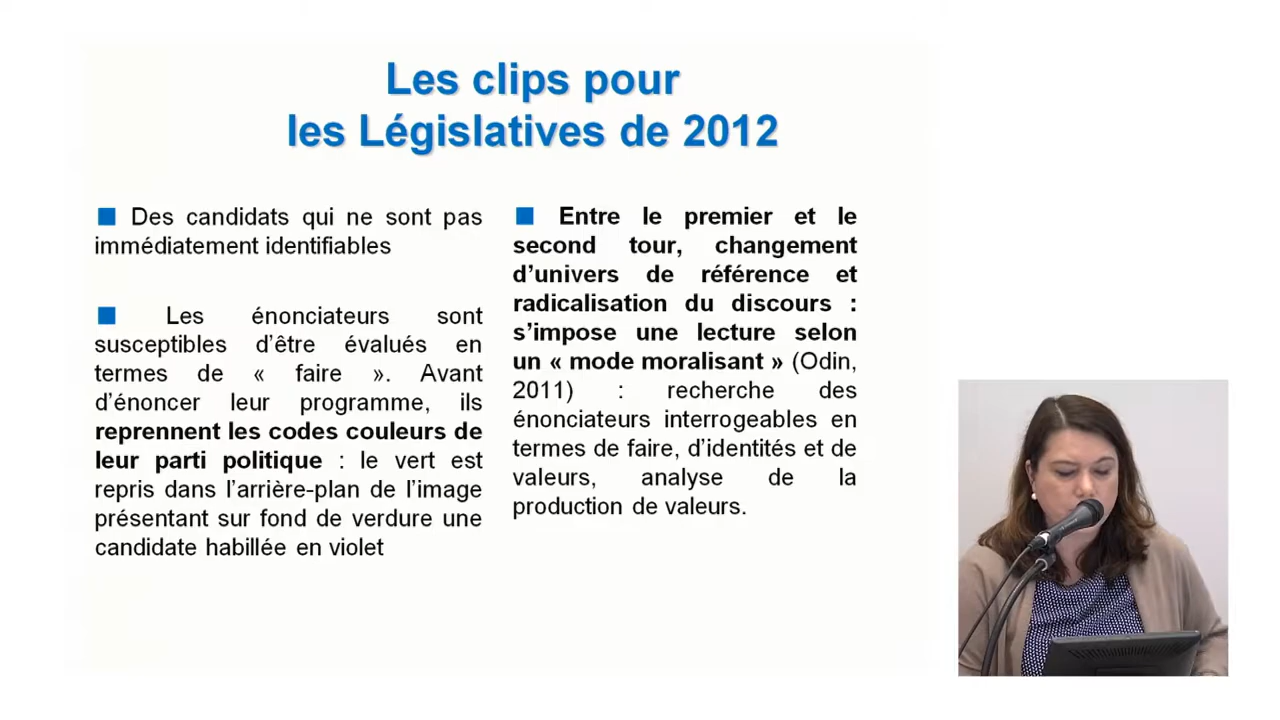 Les clips pour
les Législatives de 2012
Des candidats qui ne sont pas
immédiatement identifiables
Les énonciateurs sont
susceptibles d’être évalués en
termes de « faire ». Avant
d’énoncer leur programme, ils
reprennent les codes couleurs de
leur parti politique : le vert est
repris dans l’arrière-plan de l’image
présentant sur fond de verdure une
candidate habillée en violet
Entre le premier et le
second tour, changement
d’univers de référence et
radicalisation du discours :
s’impose une lecture selon
un « mode moralisant » (Odin,
2011) : recherche des
énonciateurs interrogeables en
termes de faire, d’identités et de
valeurs, analyse de la
production de valeurs.